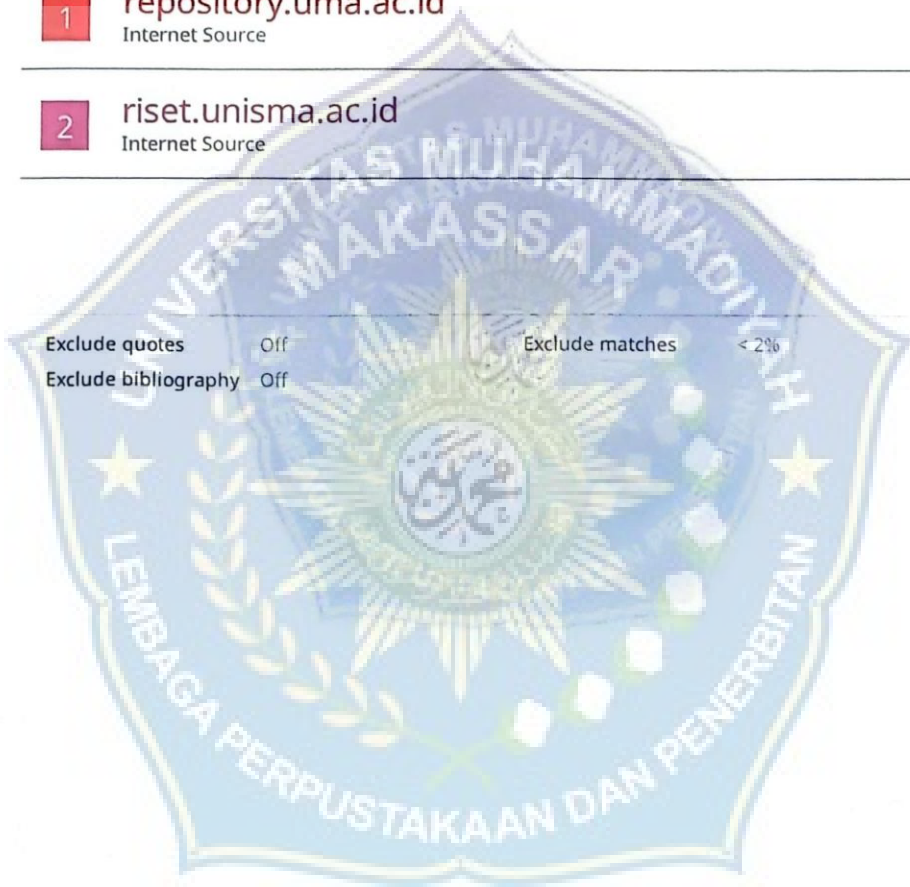 1 repository.uma.ac.id
Internet Source
2 riset.unisma.ac.id
Internet Source
UNIVERSITAS MUHAMMADIYAH
MAKASSAR
Exclude quotes Off Exclude matches < 2%
Exclude bibliography Off
LEMBAGA PERPUSTAKAAN DAN PENERBITAN